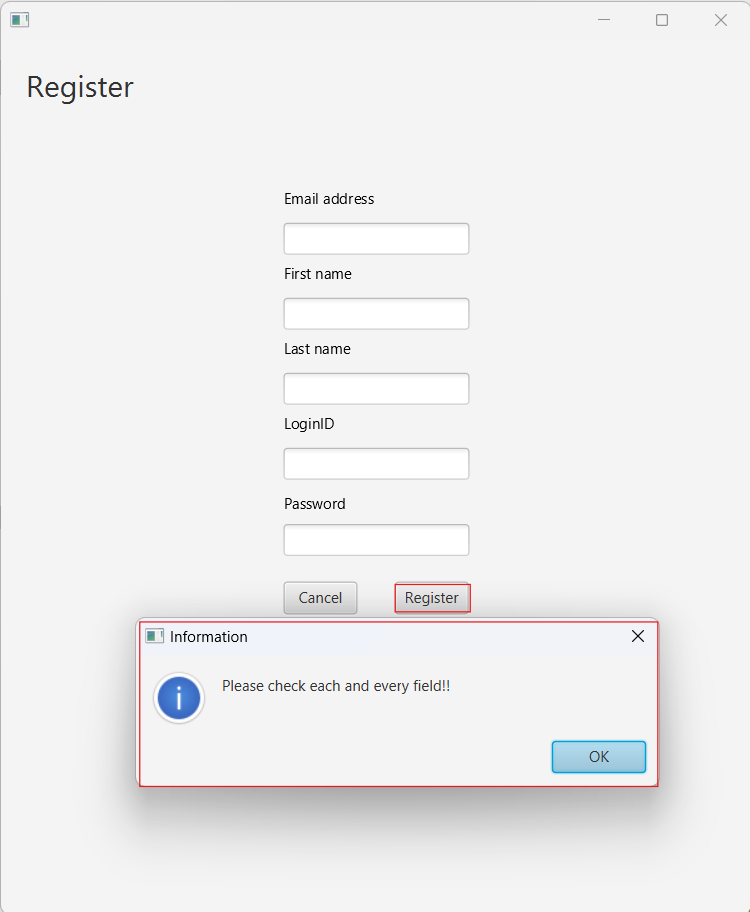 Register
Email address
First name
Last name
LoginID
Password
Cancel Register
Information
Please check each and every field!!
OK